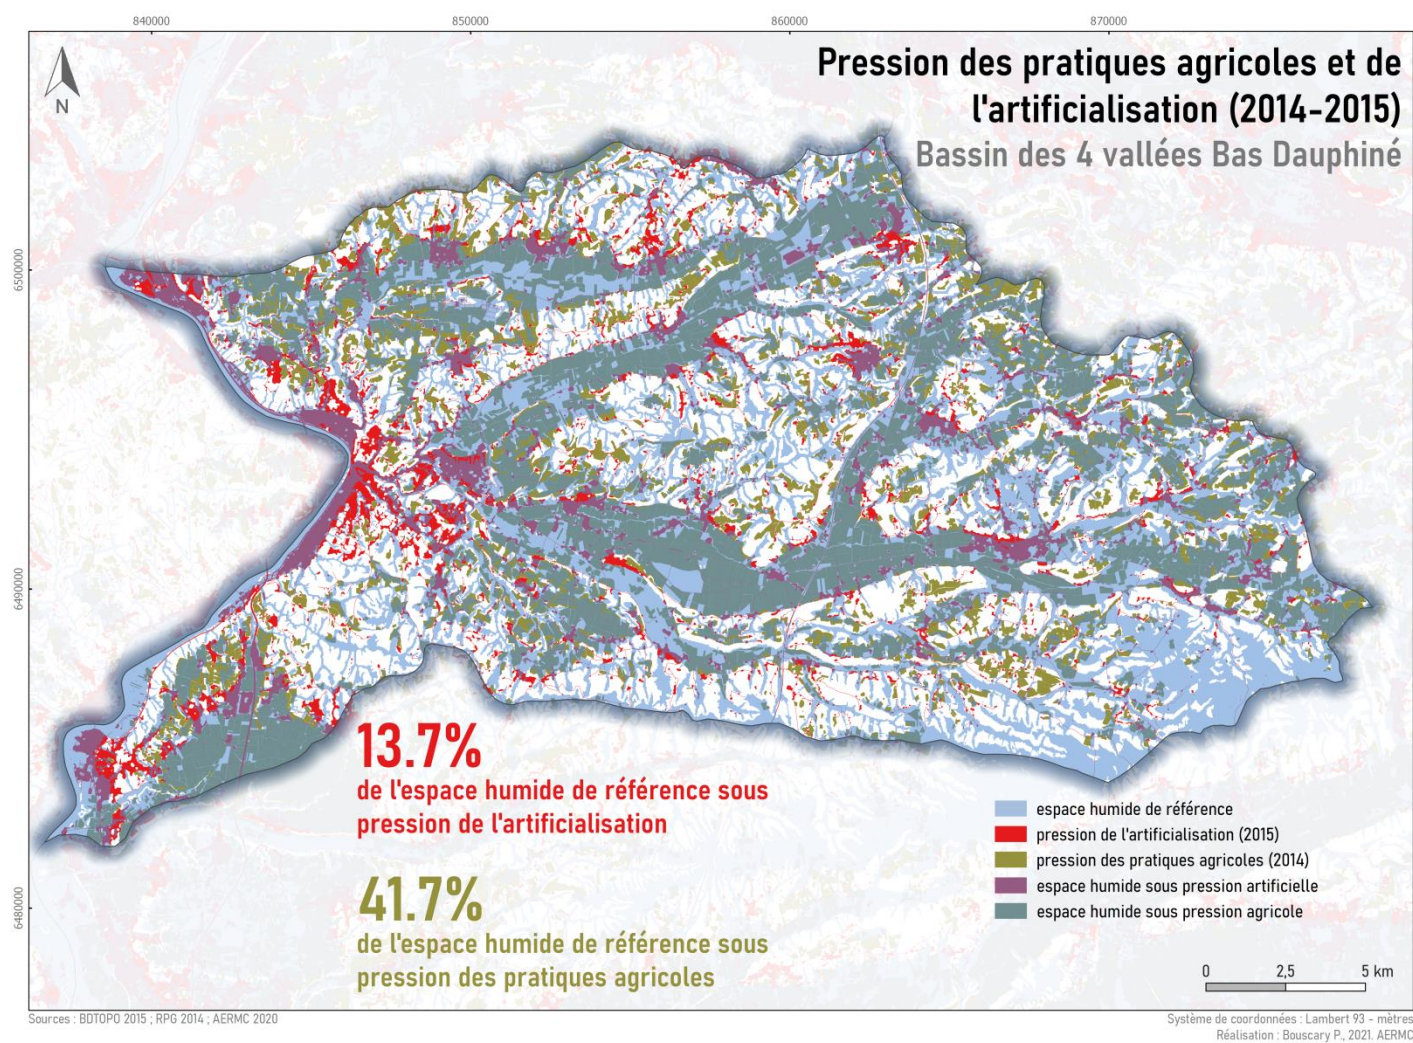 840000
850000
860000
870000
N
Pression des pratiques agricoles et de
l'artificialisation (2014-2015)
Bassin des 4 vallées Bas Dauphiné
6500000
6490000
6480000
13.7%
de l'espace humide de référence sous
pression de l'artificialisation
41.7%
de l'espace humide de référence sous
pression des pratiques agricoles
espace humide de référence
pression de l'artificialisation (2015)
pression des pratiques agricoles (2014)
espace humide sous pression artificielle
espace humide sous pression agricole
0 2,5 5 km
Sources : BDTOPO 2015 ; RPG 2014 ; AERMC 2020
Système de coordonnées : Lambert 93 - mètres
Réalisation : Bouscary P., 2021. AERMC